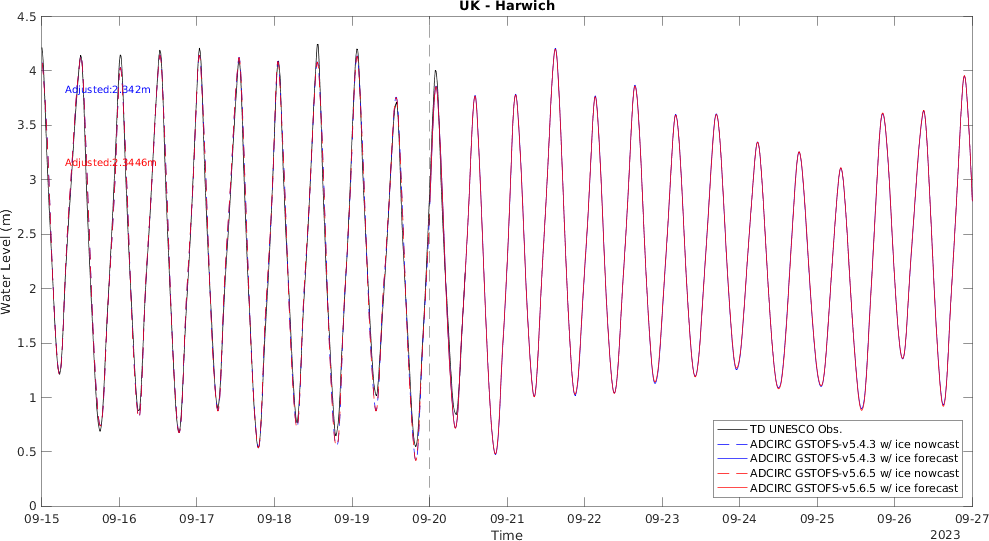 UK - Harwich
4.5
4
3.5
3
2.5
2
1.5
1
0.5
0
Water Level (m)
Adjusted:2.342m
Adjusted:2.3446m
TD UNESCO Obs.
ADCIRC GSTOFS-v5.4.3 w/ ice nowcast
ADCIRC GSTOFS-v5.4.3 w/ ice forecast
ADCIRC GSTOFS-v5.6.5 w/ ice nowcast
ADCIRC GSTOFS-v5.6.5 w/ ice forecast
09-15 09-16 09-17 09-18 09-19 09-20 09-21 09-22 09-23 09-24 09-25 09-26 09-27
Time
2023